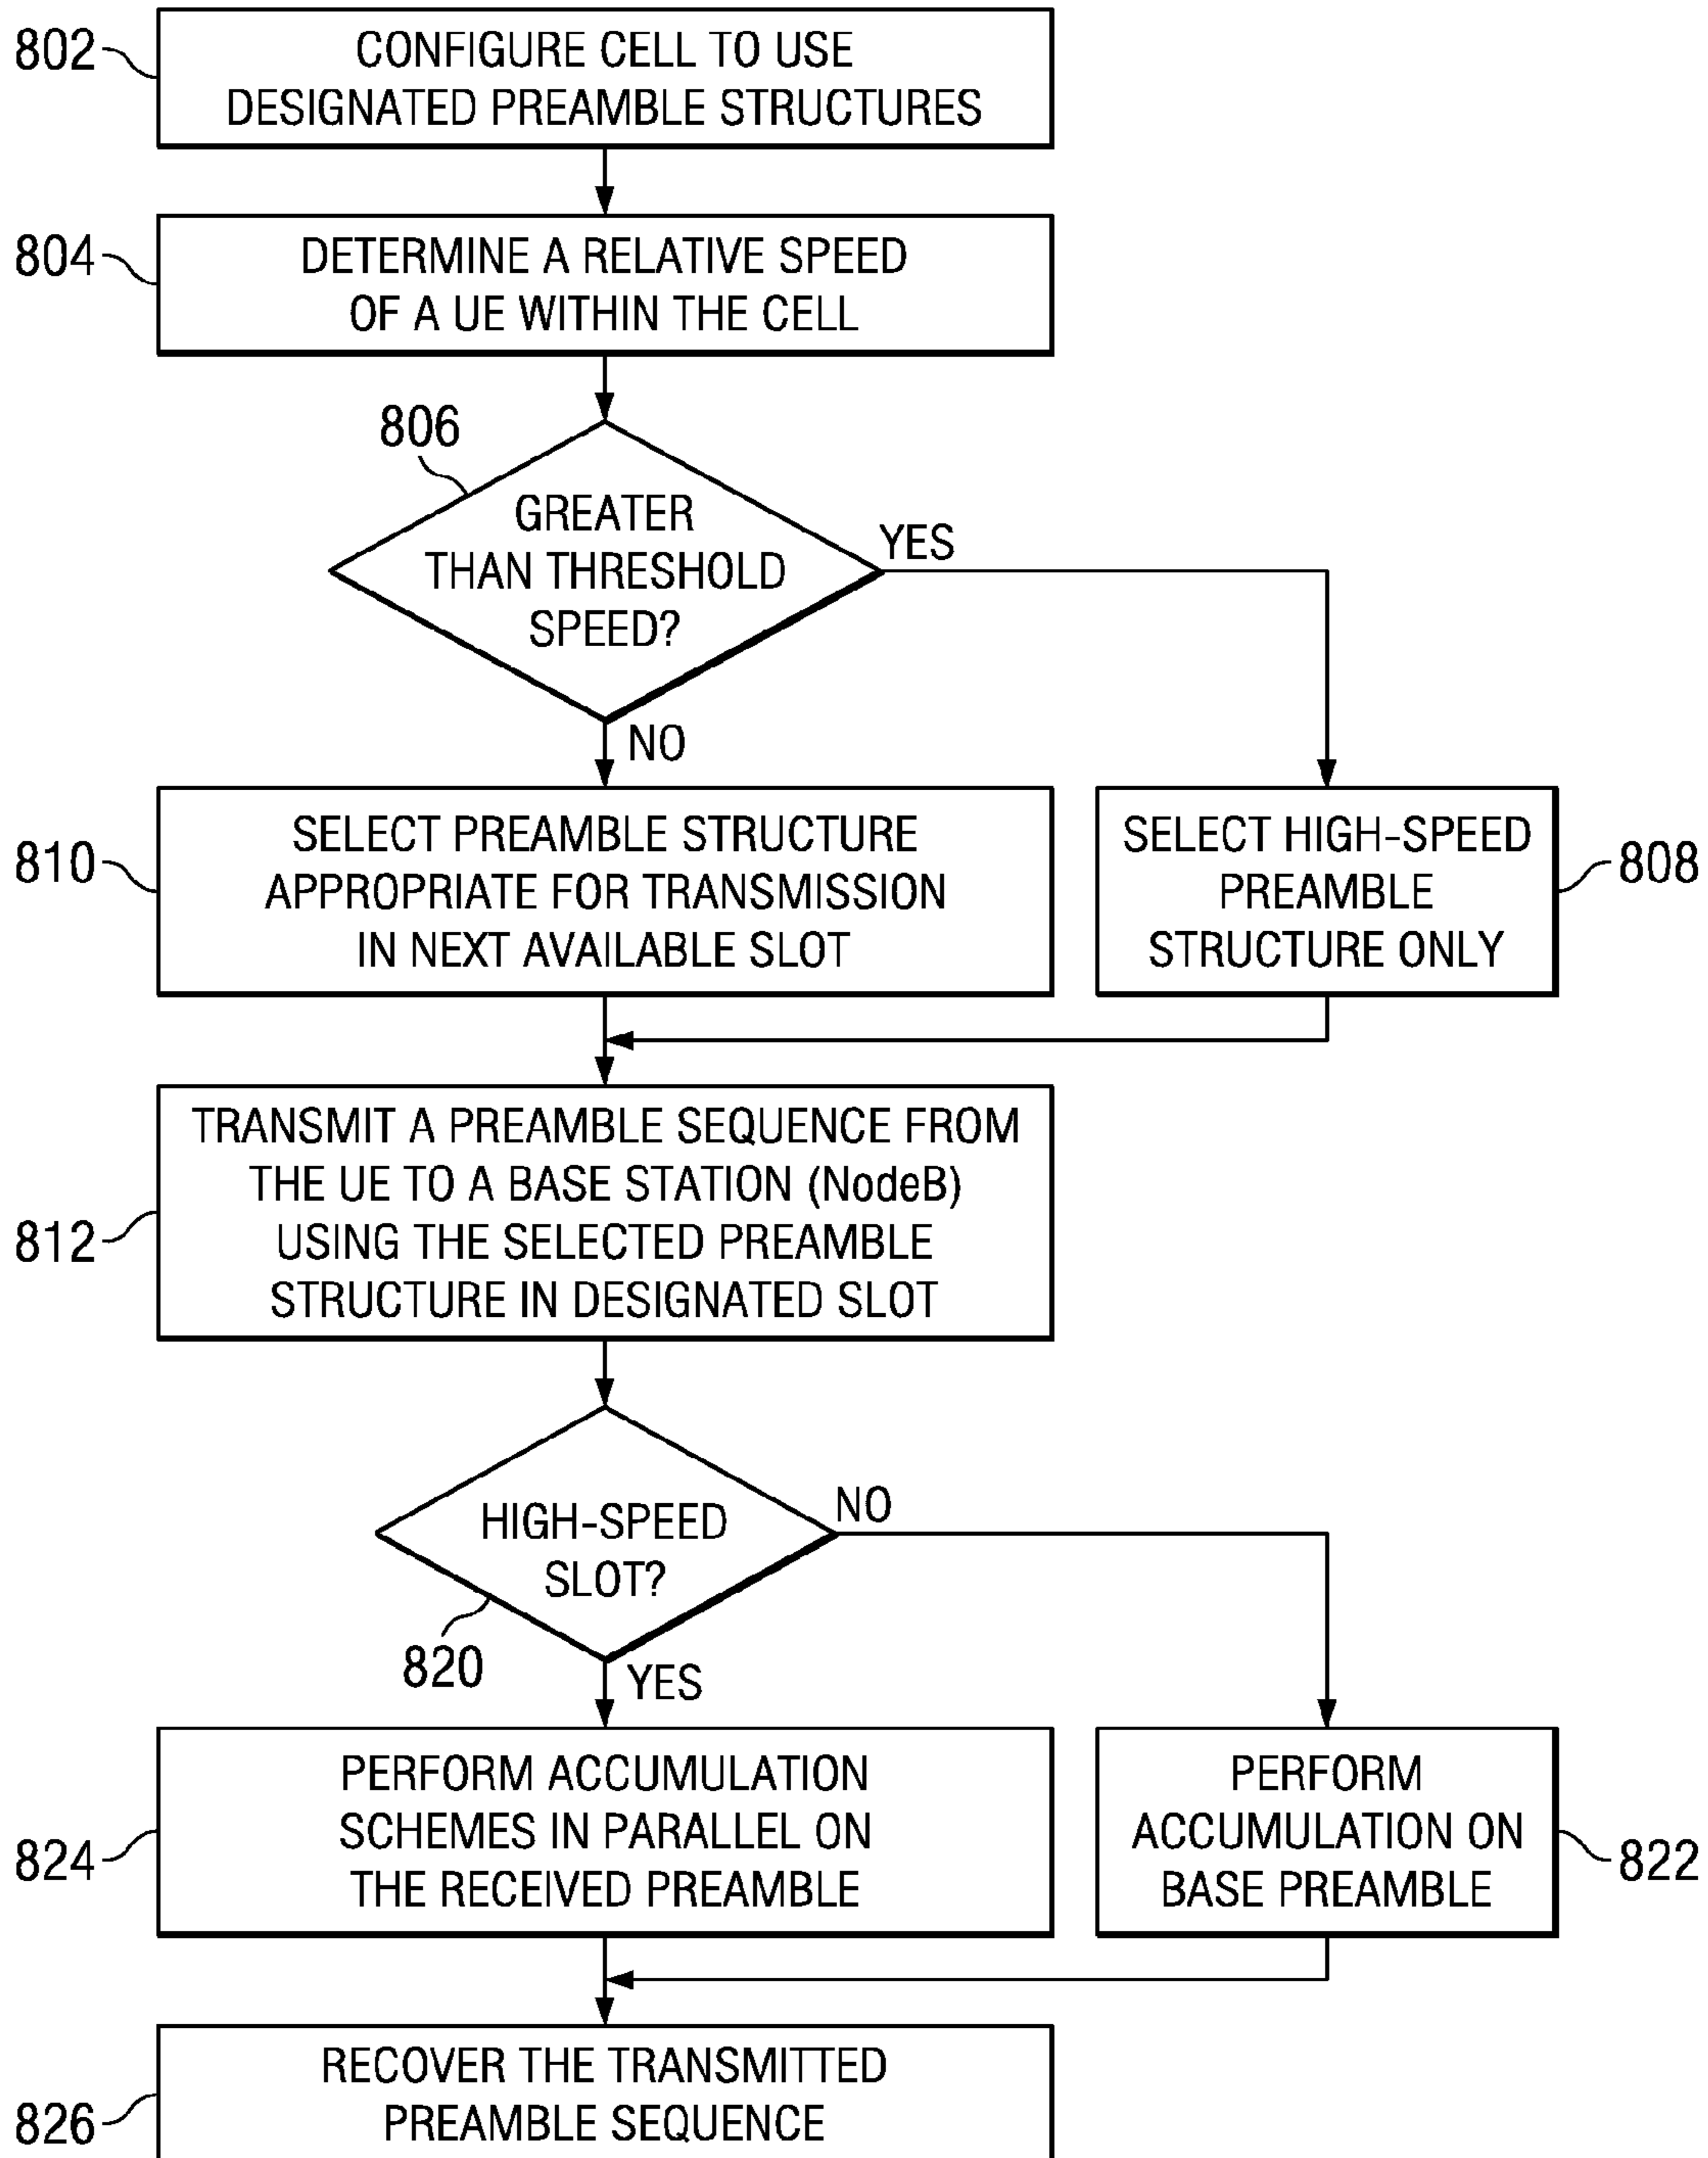 802
CONFIGURE CELL TO USE
DESIGNATED PREAMBLE STRUCTURES
804
DETERMINE A RELATIVE SPEED
OF A UE WITHIN THE CELL
806
GREATER
THAN THRESHOLD
SPEED?
YES
NO
810
SELECT PREAMBLE STRUCTURE
APPROPRIATE FOR TRANSMISSION
IN NEXT AVAILABLE SLOT
SELECT HIGH-SPEED
PREAMBLE
STRUCTURE ONLY
808
812
TRANSMIT A PREAMBLE SEQUENCE FROM
THE UE TO A BASE STATION (NodeB)
USING THE SELECTED PREAMBLE
STRUCTURE IN DESIGNATED SLOT
HIGH-SPEED
SLOT?
NO
820
YES
824
PERFORM ACCUMULATION
SCHEMES IN PARALLEL ON
THE RECEIVED PREAMBLE
PERFORM
ACCUMULATION ON
BASE PREAMBLE
822
826
RECOVER THE TRANSMITTED
PREAMBLE SEQUENCE